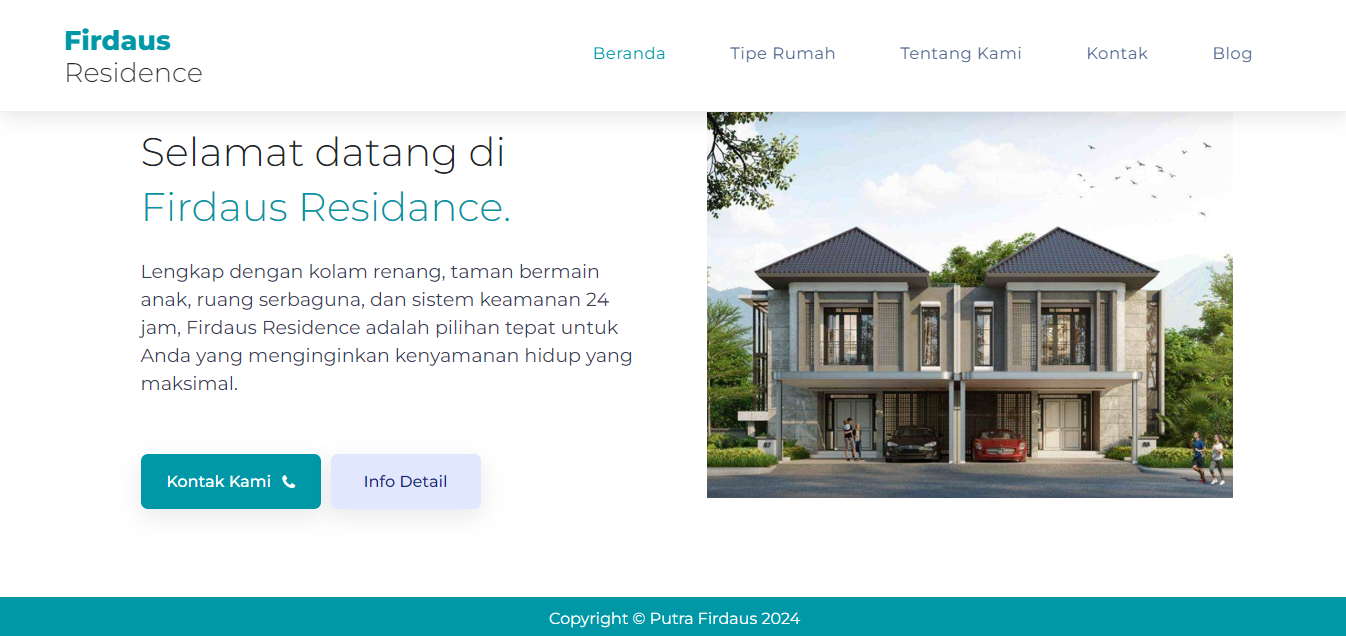 Firdaus
Residence
Beranda
Tipe Rumah
Tentang Kami
Kontak
Blog
Selamat datang di
Firdaus Residance.
Lengkap dengan kolam renang, taman bermain
anak, ruang serbaguna, dan sistem keamanan 24
jam, Firdaus Residence adalah pilihan tepat untuk
Anda yang menginginkan kenyamanan hidup yang
maksimal.
Kontak Kami
Info Detail
Copyright © Putra Firdaus 2024